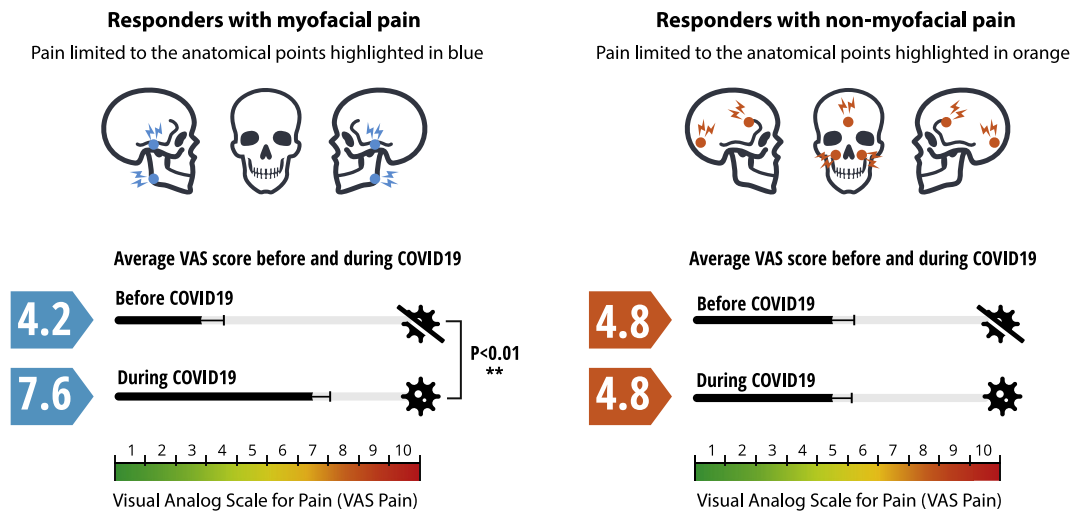 Responders with myofacial pain
Pain limited to the anatomical points highlighted in blue
Average VAS score before and during COVID19
4.2
Before COVID19
7.6
During COVID19
P<0.01
**
1 2 3 4 5 6 7 8 9 10
Visual Analog Scale for Pain (VAS Pain)
Responders with non-myofacial pain
Pain limited to the anatomical points highlighted in orange
Average VAS score before and during COVID19
4.8
Before COVID19
4.8
During COVID19
1 2 3 4 5 6 7 8 9 10
Visual Analog Scale for Pain (VAS Pain)